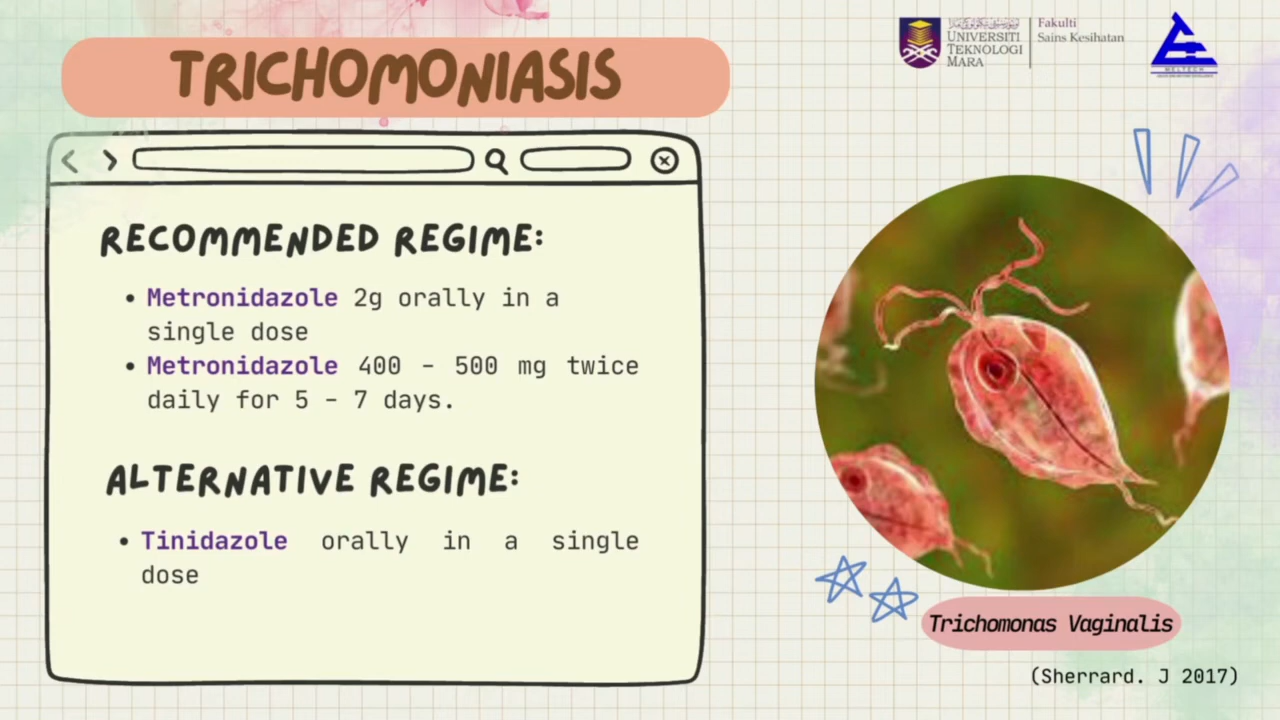 TRICHOMONIASIS
UNIVERSITI
TEKNOLOGI
MARA
Fakulti
Sains Kesihatan
RECOMMENDED REGIME:
• Metronidazole 2g orally in a
single dose
• Metronidazole 400 - 500 mg twice
daily for 5 - 7 days.
ALTERNATIVE REGIME:
• Tinidazole orally in a single
dose
Trichomonas Vaginalis
(Sherrard. J 2017)